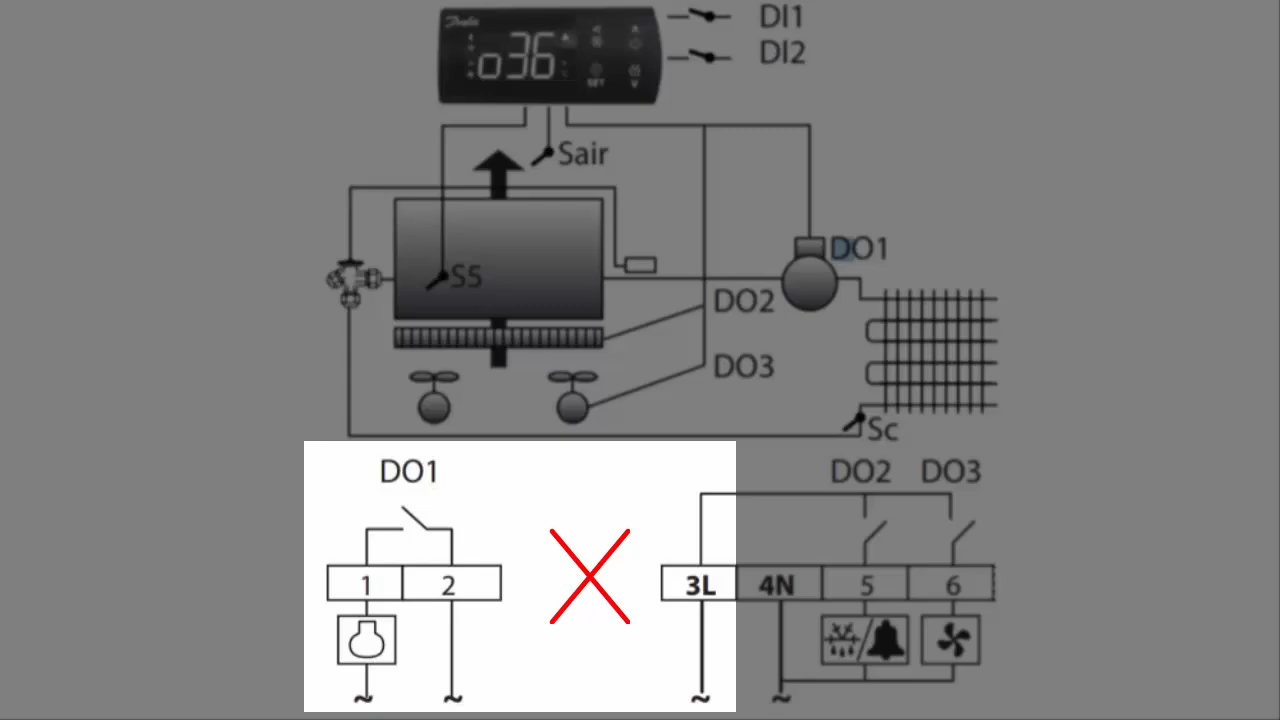 Danfoss
DI1
DI2
o36
SET
Sair
S5
DO1
DO2
DO3
Sc
DO1
DO2 DO3
1 2 3L 4N 5 6
~ ~ ~ ~